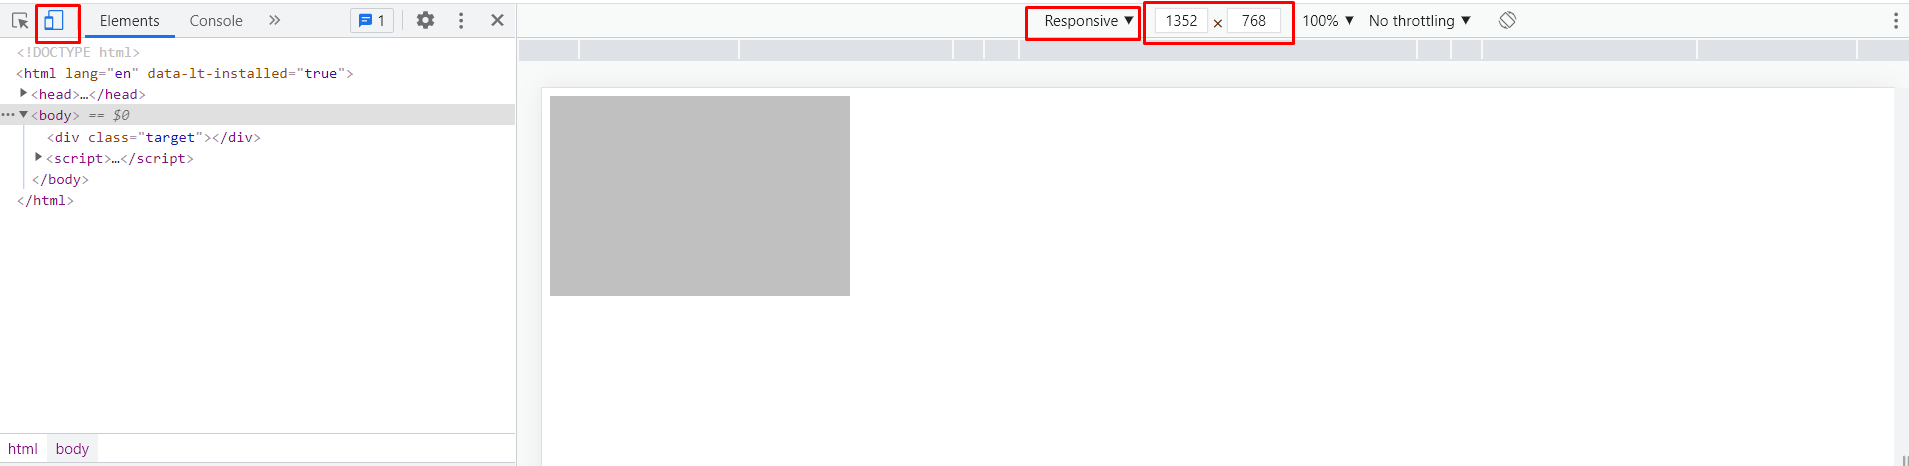 Elements Console 1 Responsive 1352 × 768 100% No throttling
<!DOCTYPE html>
<html lang="en" data-lt-installed="true">
<head>…</head>
<body> == $0
<div class="target"></div>
<script>…</script>
</body>
</html>
html body